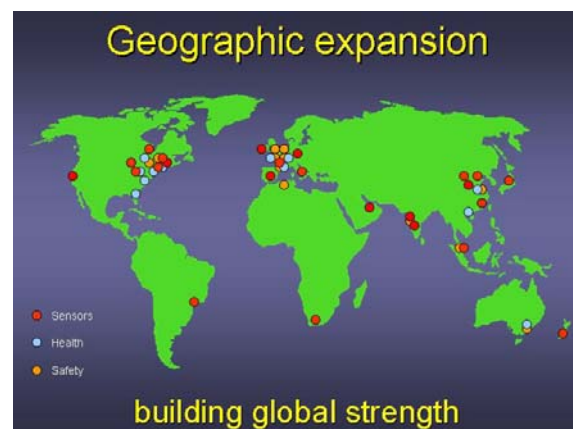 Geographic expansion
Sensors
Health
Safety
building global strength